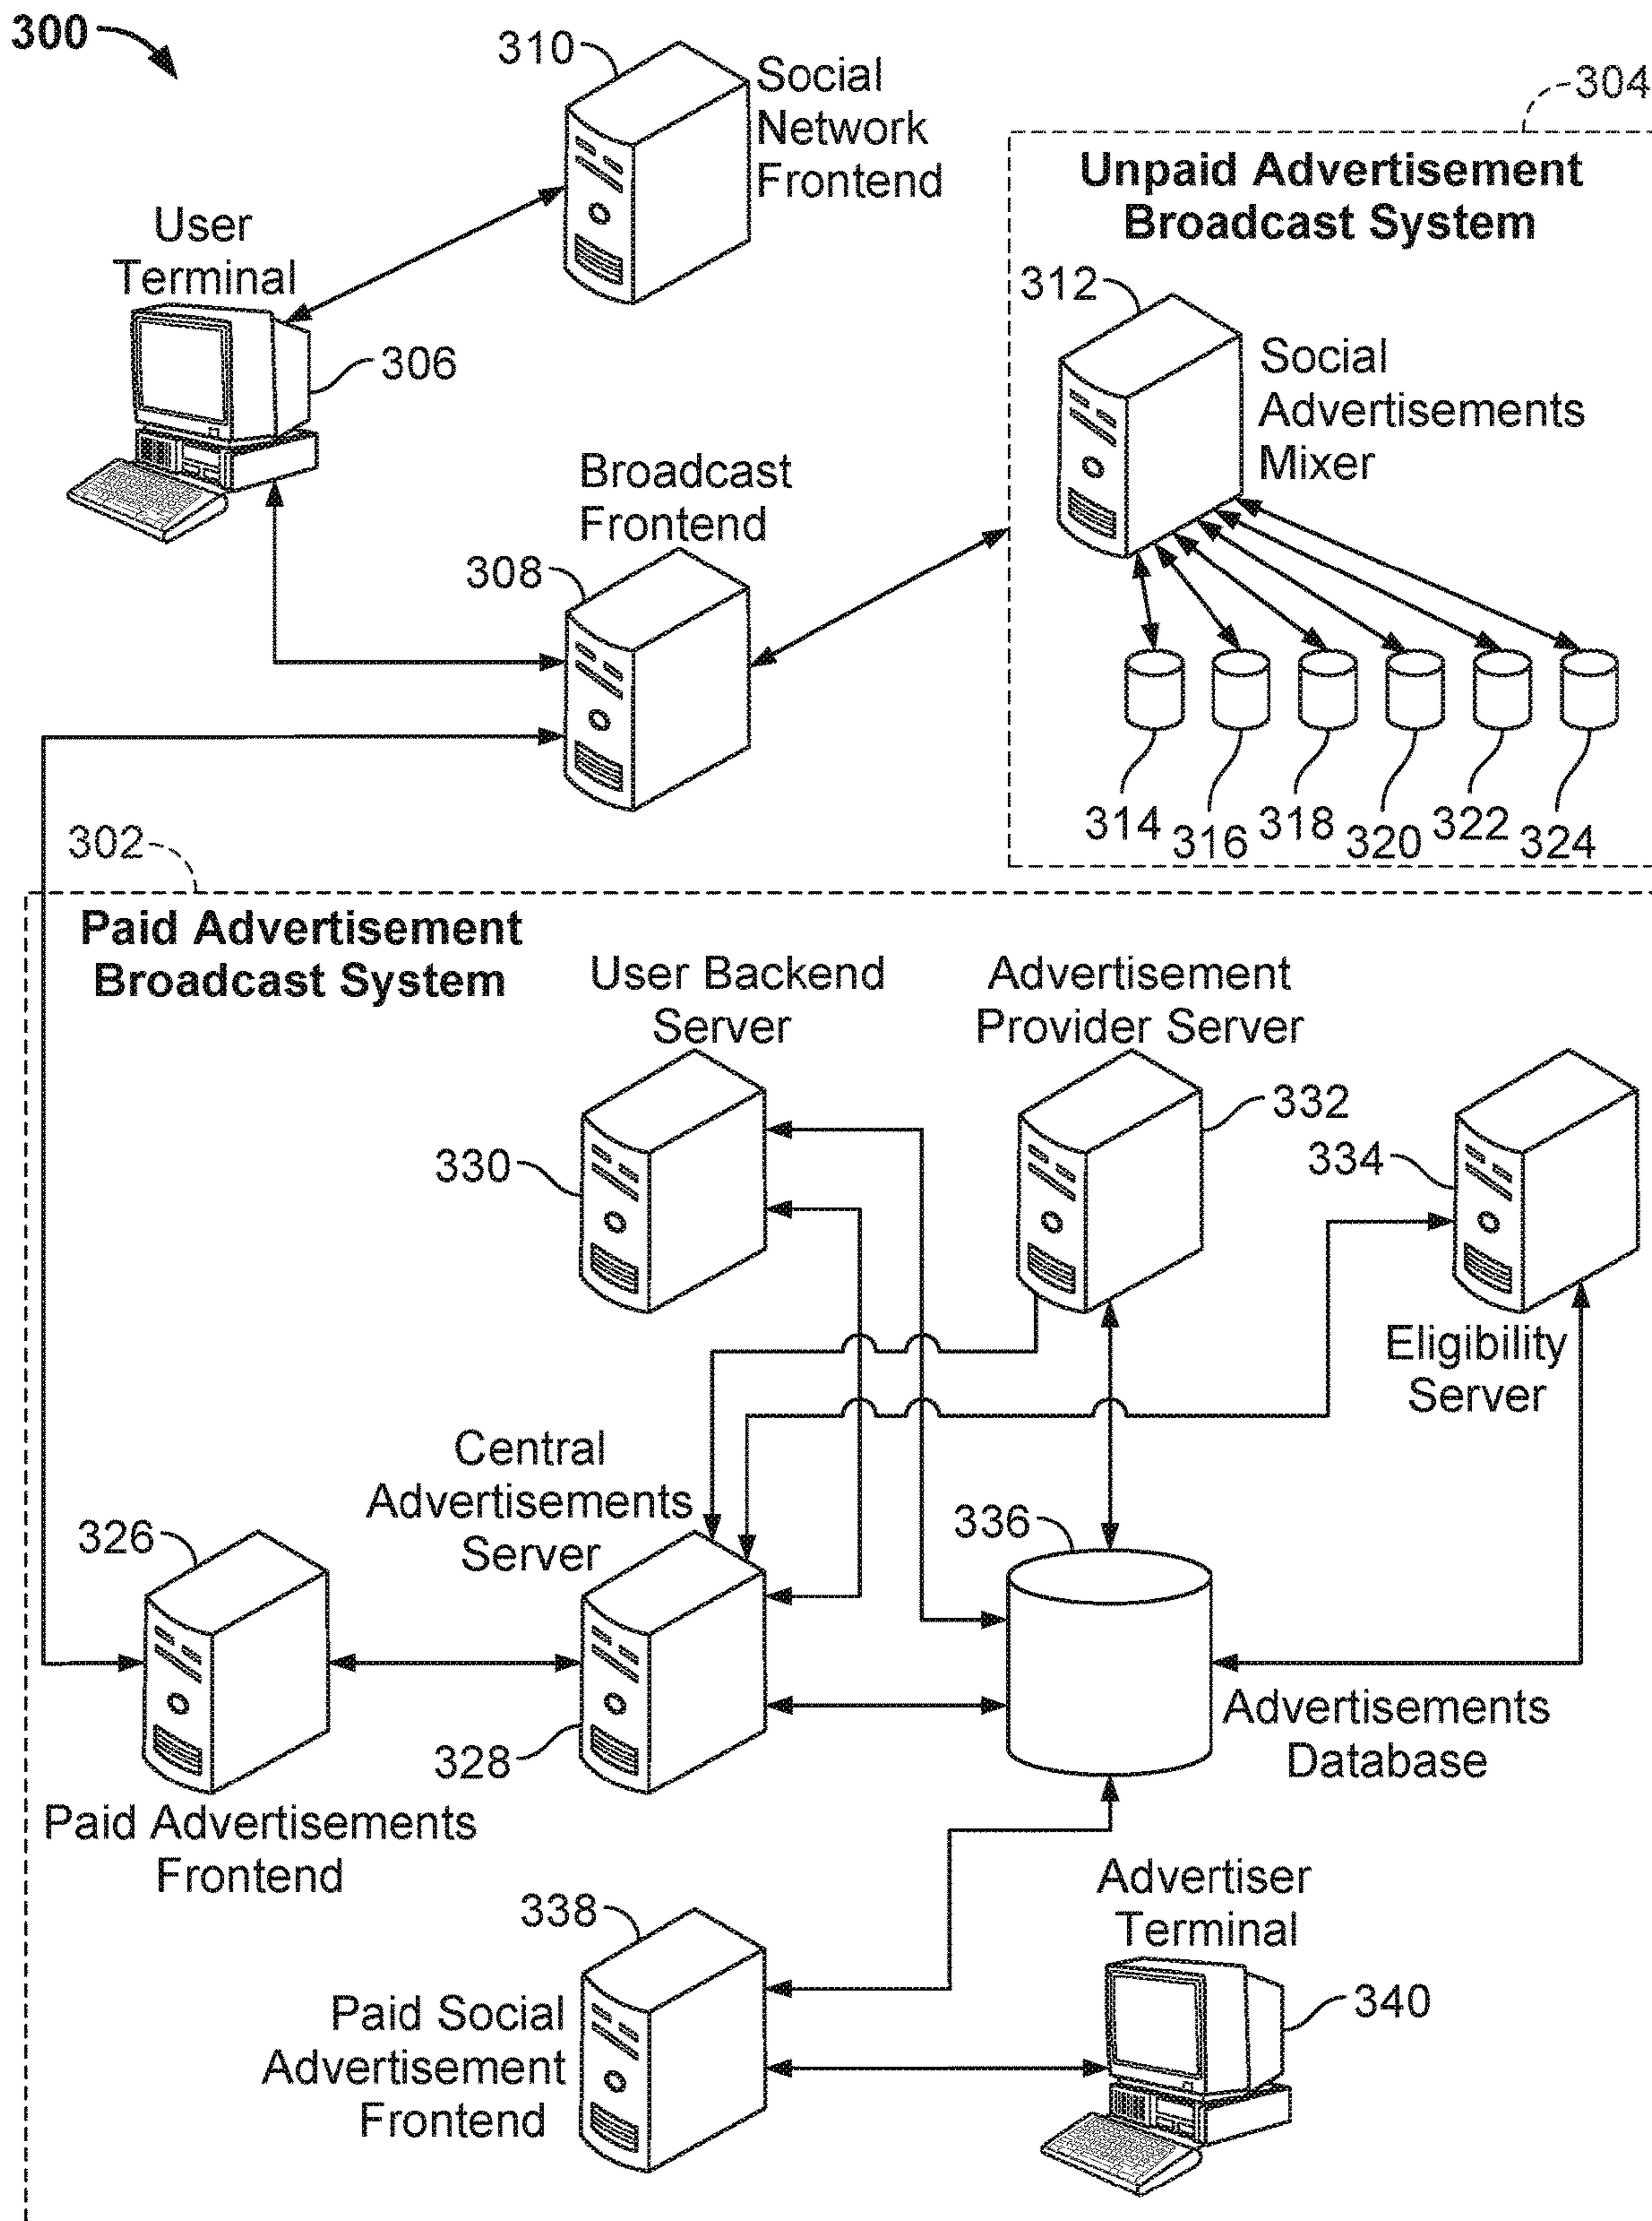 300
310
Social
Network
Frontend
304
Unpaid Advertisement
Broadcast System
User
Terminal
306
312
Social
Advertisements
Mixer
Broadcast
Frontend
308
314
316
318
320
322
324
302
Paid Advertisement
Broadcast System
User Backend
Server
Advertisement
Provider Server
330
332
334
Eligibility
Server
Central
Advertisements
Server
326
336
328
Advertisements
Database
Paid Advertisements
Frontend
338
Advertiser
Terminal
340
Paid Social
Advertisement
Frontend